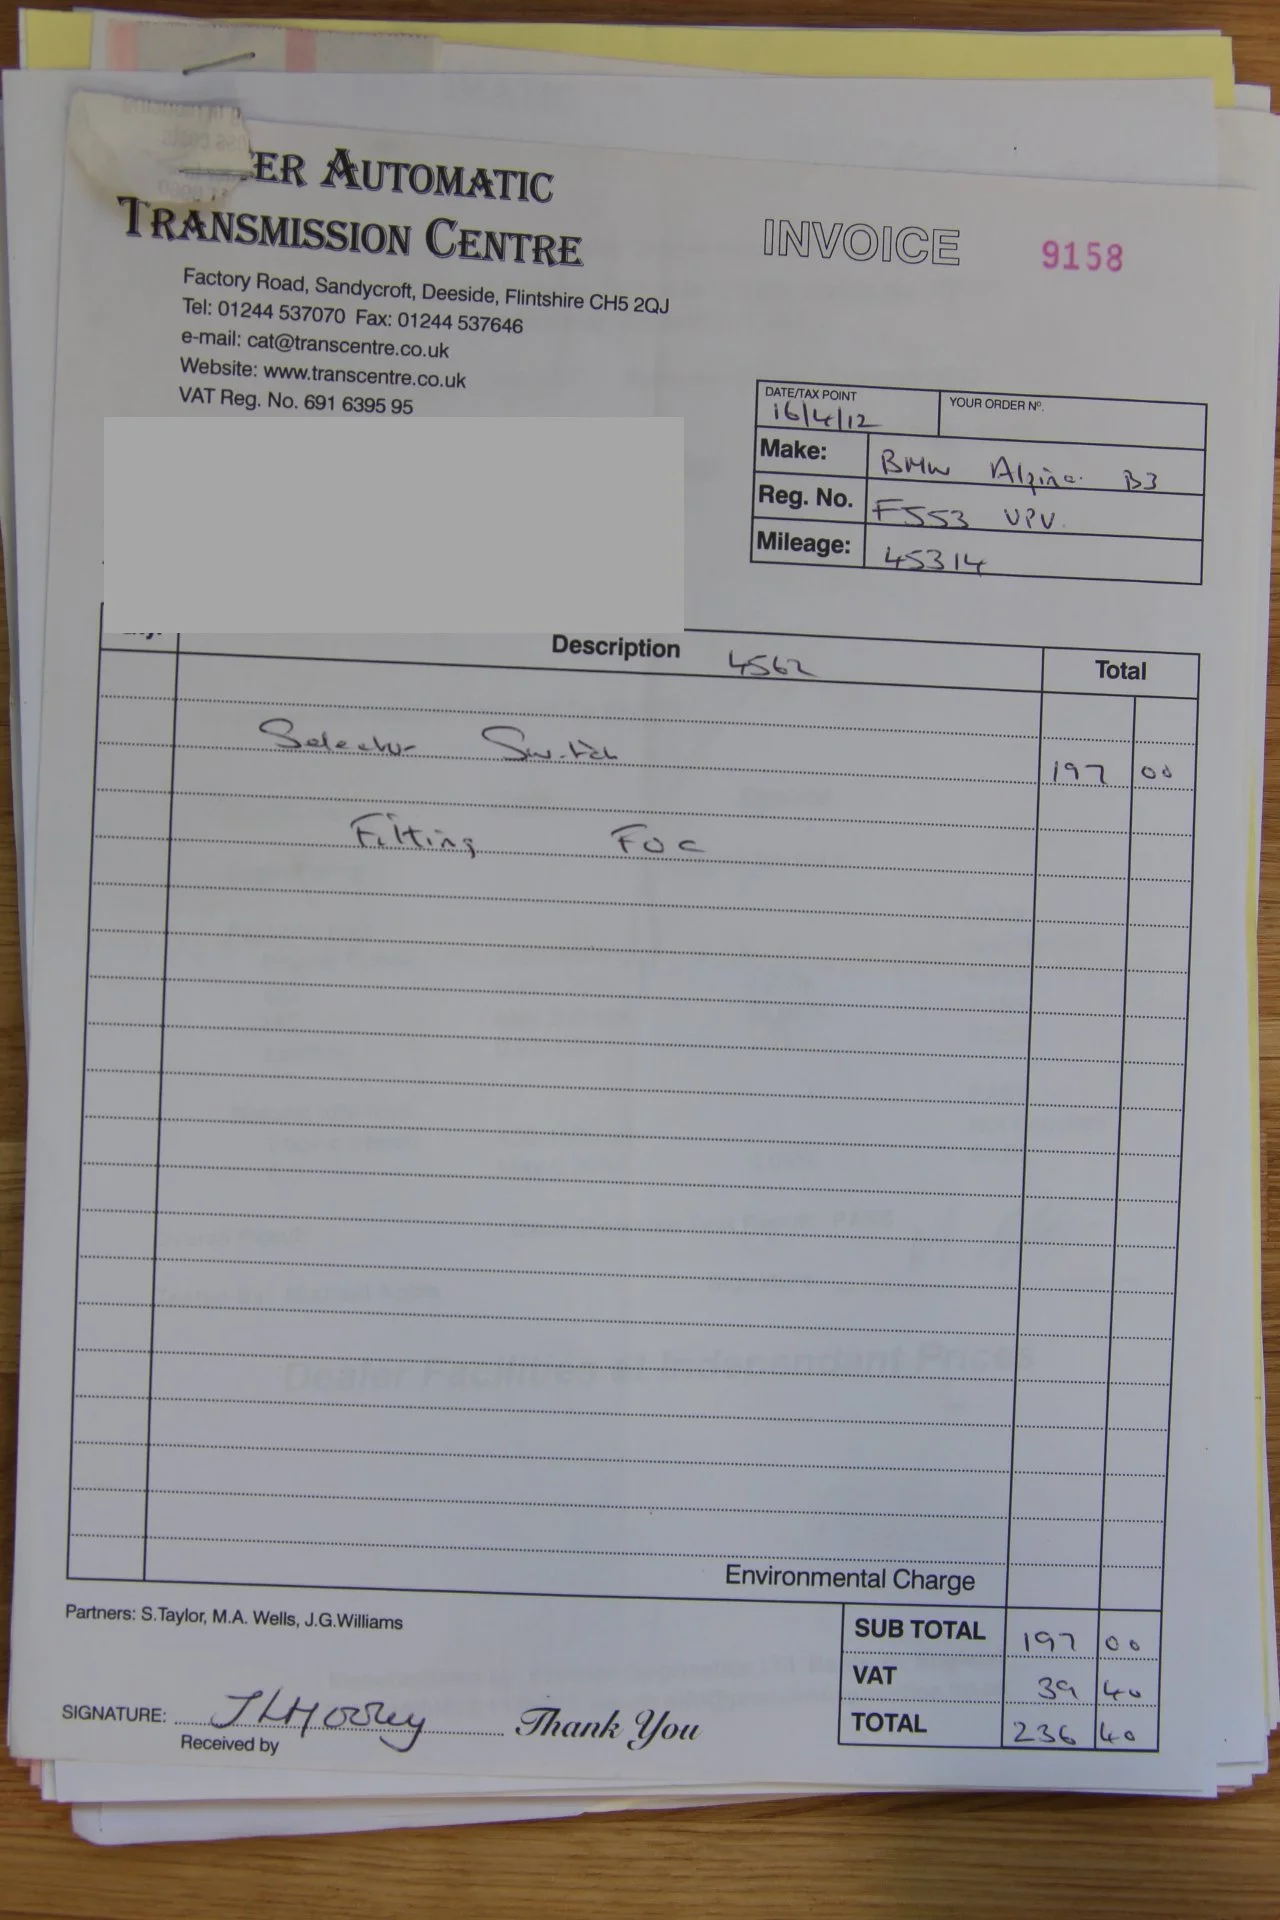 ER AUTOMATIC
TRANSMISSION CENTRE
Factory Road, Sandycroft, Deeside, Flintshire CH5 2QJ
Tel: 01244 537070 Fax: 01244 537646
e-mail: cat@transcentre.co.uk
Website: www.transcentre.co.uk
VAT Reg. No. 691 6395 95
INVOICE 9158
DATE/TAX POINT 16/4/12 YOUR ORDER Nº.
Make: BMW Alpina B3
Reg. No. F553 UPV.
Mileage: 45314
Description 4562 Total
Selector Switch 197 00
Fitting FOC
Environmental Charge
Partners: S.Taylor, M.A. Wells, J.G.Williams
SUB TOTAL 197 00
VAT 39 40
TOTAL 236 40
SIGNATURE:
Received by
Thank You